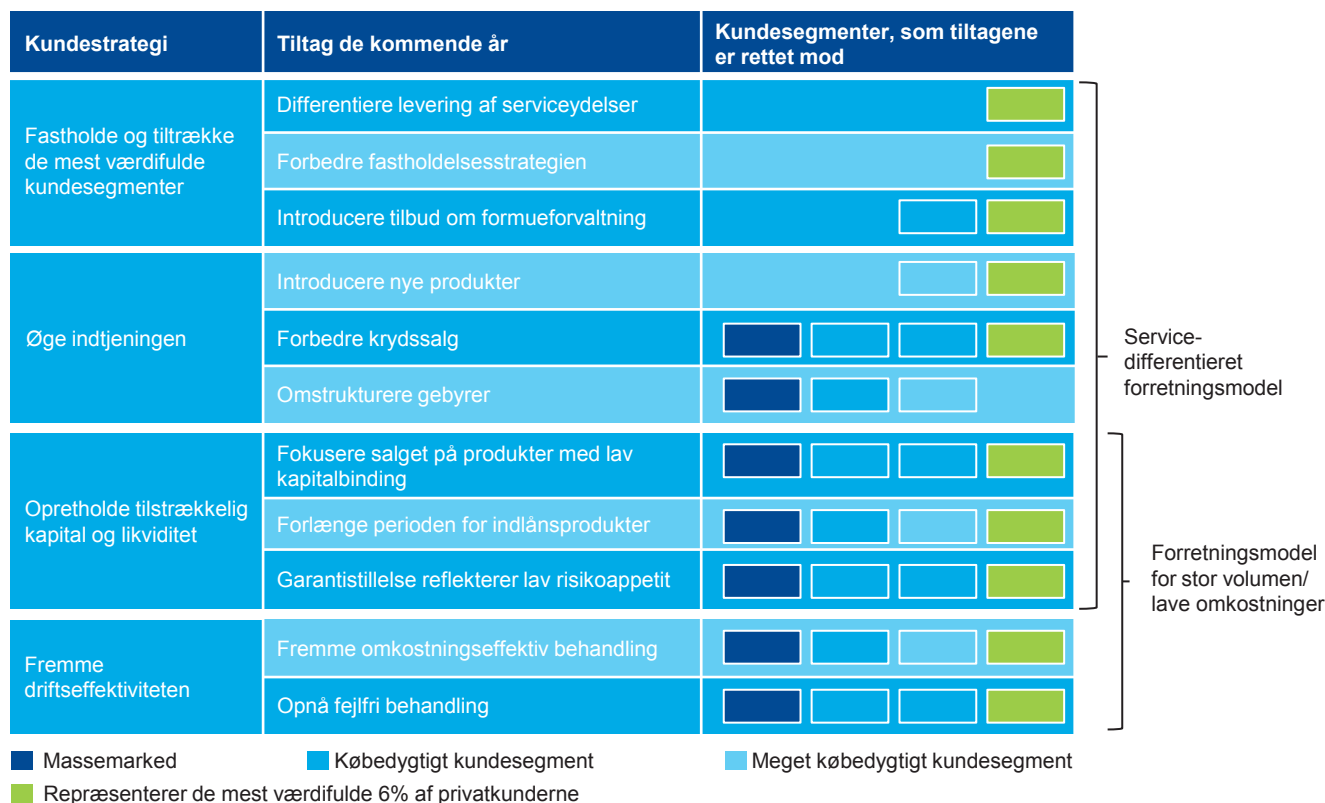 Kundestrategi
Tiltag de kommende år
Kundesegmenter, som tiltagene
er rettet mod
Fastholde og tiltrække
de mest værdifulde
kundesegmenter
Differentiere levering af serviceydelser
Forbedre fastholdelsesstrategien
Introducere tilbud om formueforvaltning
Øge indtjeningen
Introducere nye produkter
Forbedre krydssalg
Omstrukturere gebyrer
Service-
differentieret
forretningsmodel
Opretholde tilstrækkelig
kapital og likviditet
Fokusere salget på produkter med lav
kapitalbinding
Forlænge perioden for indlånsprodukter
Garantistillelse reflekterer lav risikoappetit
Forretningsmodel
for stor volumen/
lave omkostninger
Fremme
driftseffektiviteten
Fremme omkostningseffektiv behandling
Opnå fejlfri behandling
Massemarked
Købedygtigt kundesegment
Meget købedygtigt kundesegment
Repræsenterer de mest værdifulde 6% af privatkunderne